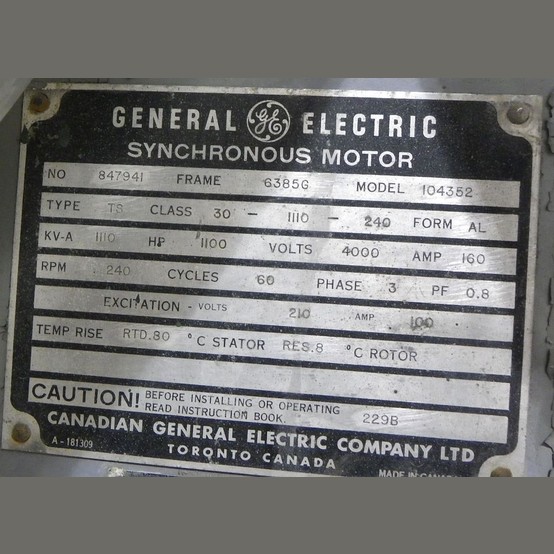 GENERAL GE ELECTRIC
SYNCHRONOUS MOTOR
NO 847941 FRAME 6385G MODEL 104352
TYPE TS CLASS 30 - 1110 - 240 FORM AL
KV-A 1110 HP 1100 VOLTS 4000 AMP 160
RPM 240 CYCLES 60 PHASE 3 PF 0.8
EXCITATION - VOLTS 210 AMP 100
TEMP RISE RTD.80 °C STATOR RES.8 °C ROTOR
CAUTION! BEFORE INSTALLING OR OPERATING
READ INSTRUCTION BOOK. 229B
CANADIAN GENERAL ELECTRIC COMPANY LTD
A-181309 TORONTO CANADA
MADE IN